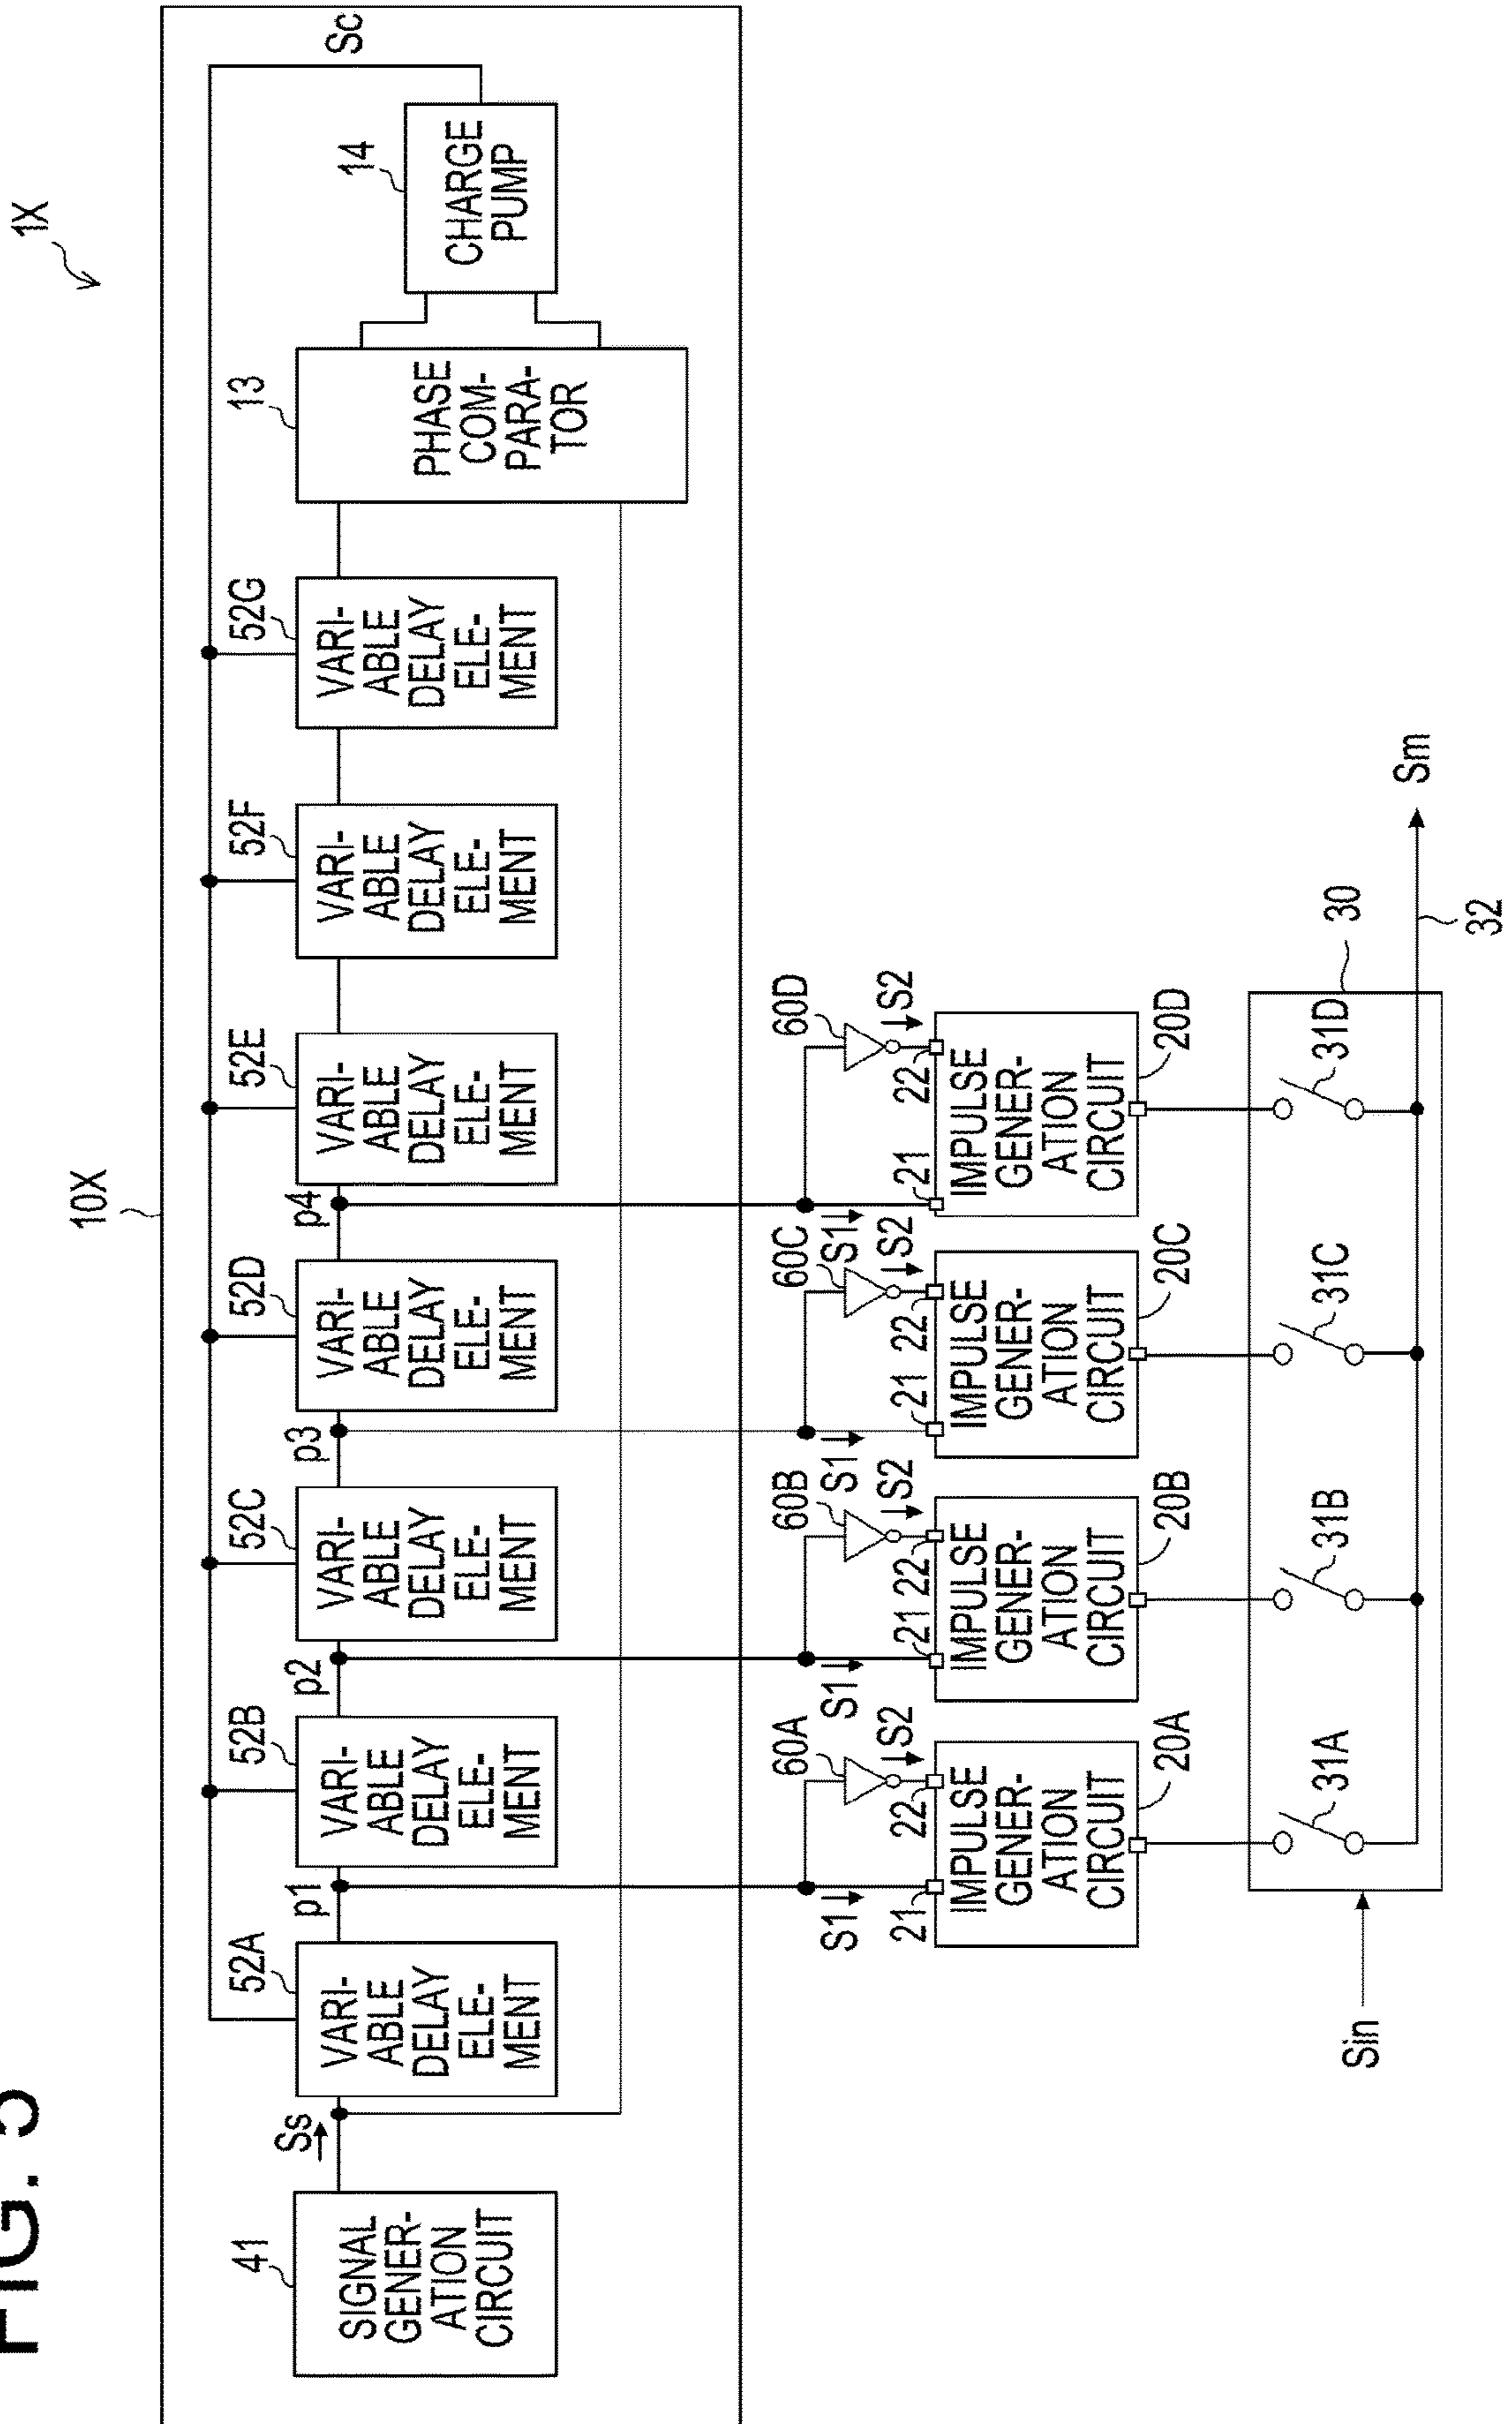 FIG. 5
1X
10X
Sc
41
SIGNAL
GENER-
ATION
CIRCUIT
Ss
52A
VARI-
ABLE
DELAY
ELE-
MENT
p1
52B
VARI-
ABLE
DELAY
ELE-
MENT
p2
52C
VARI-
ABLE
DELAY
ELE-
MENT
p3
52D
VARI-
ABLE
DELAY
ELE-
MENT
p4
52E
VARI-
ABLE
DELAY
ELE-
MENT
52F
VARI-
ABLE
DELAY
ELE-
MENT
52G
VARI-
ABLE
DELAY
ELE-
MENT
13
PHASE
COM-
PARA-
TOR
14
CHARGE
PUMP
60A
S1
S2
21
22
IMPULSE
GENER-
ATION
CIRCUIT
20A
60B
S1
S2
21
22
IMPULSE
GENER-
ATION
CIRCUIT
20B
60C
S1
S2
21
22
IMPULSE
GENER-
ATION
CIRCUIT
20C
60D
S1
S2
21
22
IMPULSE
GENER-
ATION
CIRCUIT
20D
Sin
31A
31B
31C
31D
30
32
Sm